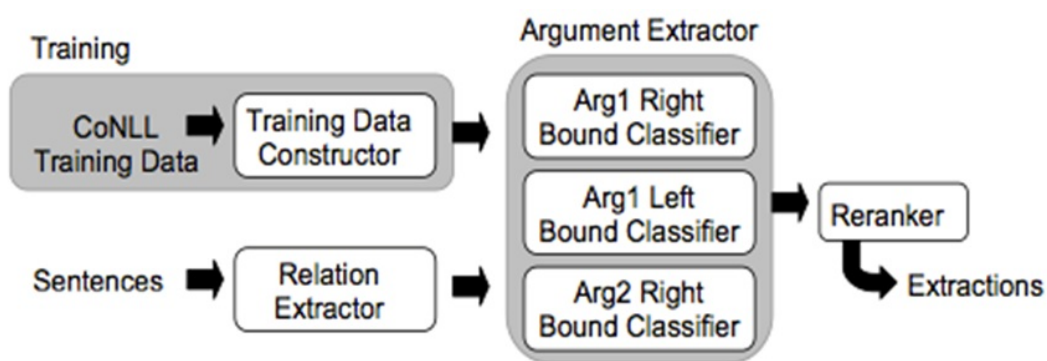 Training
CoNLL
Training Data
Training Data
Constructor
Sentences
Relation
Extractor
Argument Extractor
Arg1 Right
Bound Classifier
Arg1 Left
Bound Classifier
Arg2 Right
Bound Classifier
Reranker
Extractions